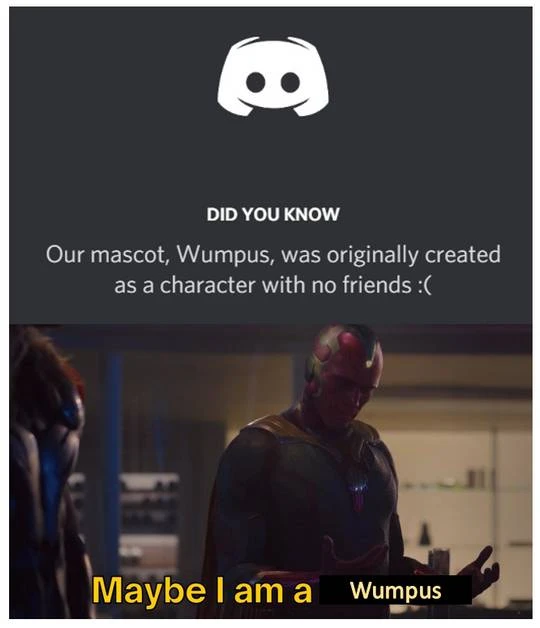 DID YOU KNOW
Our mascot, Wumpus, was originally created
as a character with no friends :(
Maybe I am a Wumpus